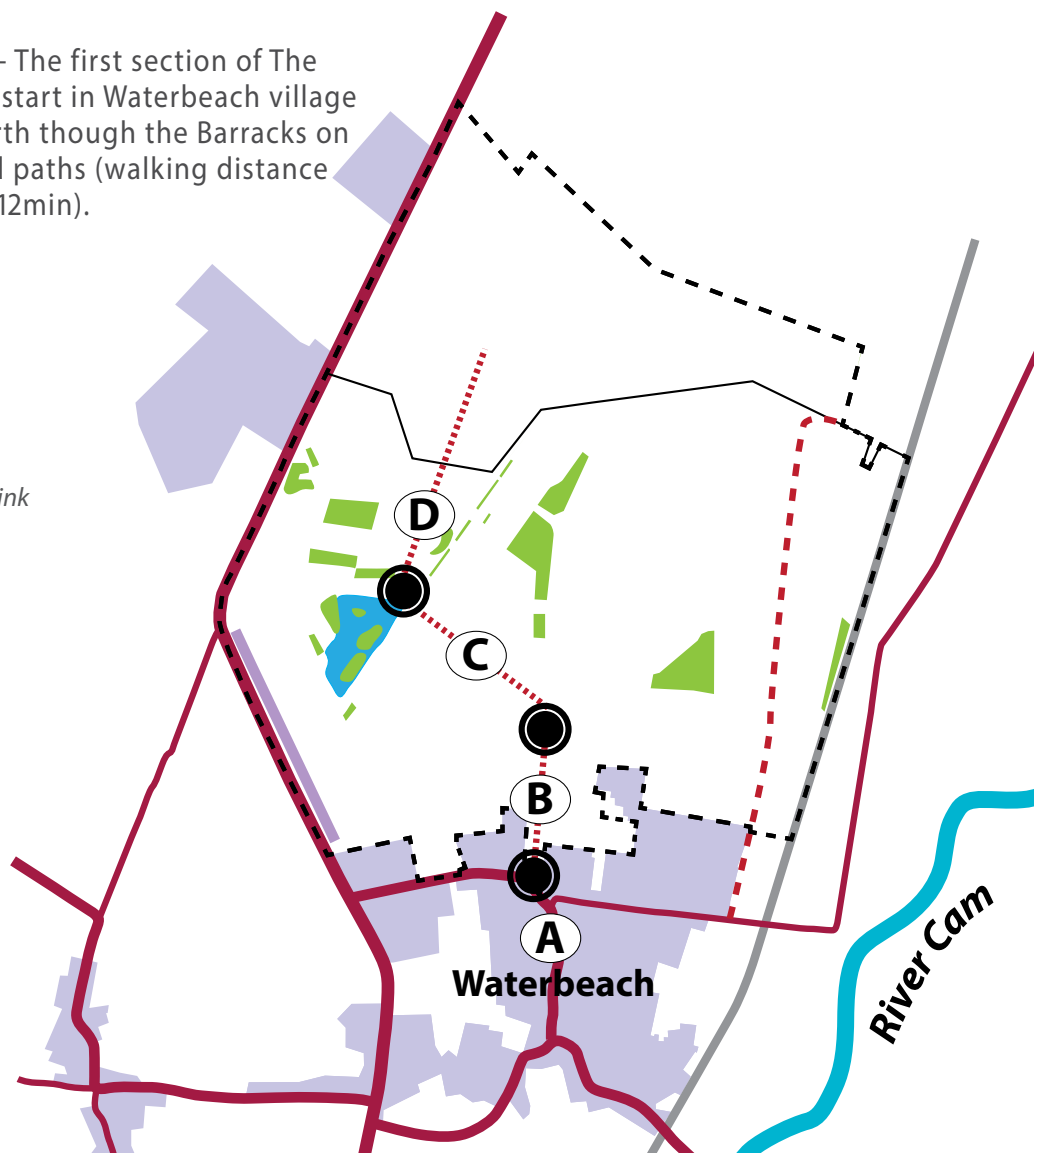 - The first section of The
start in Waterbeach village
rth though the Barracks on
paths (walking distance
12min).
ink
D
C
B
A
Waterbeach
River Cam